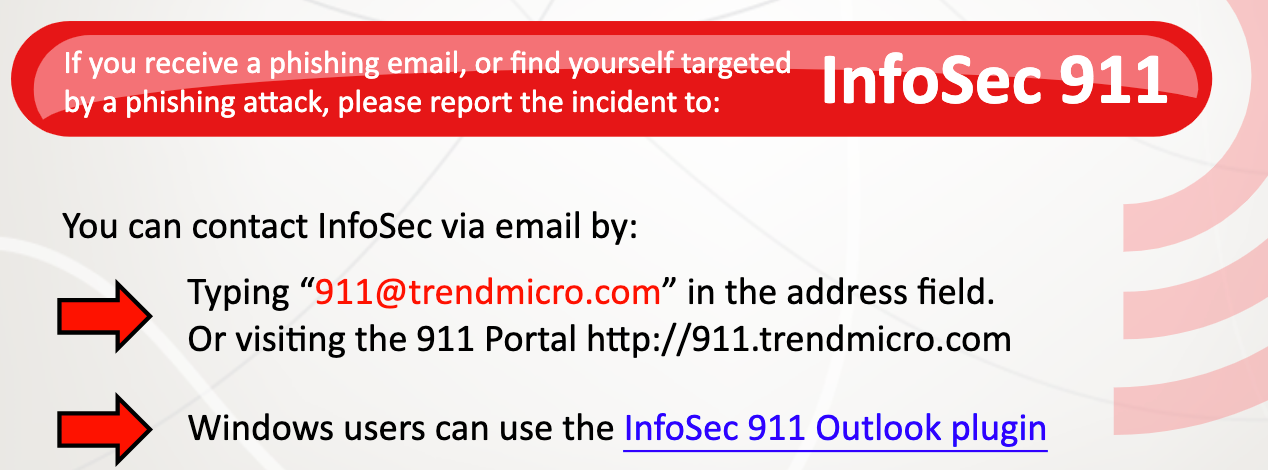 If you receive a phishing email, or find yourself targeted
by a phishing attack, please report the incident to:
InfoSec 911
You can contact InfoSec via email by:
Typing “911@trendmicro.com” in the address field.
Or visiting the 911 Portal http://911.trendmicro.com
Windows users can use the InfoSec 911 Outlook plugin